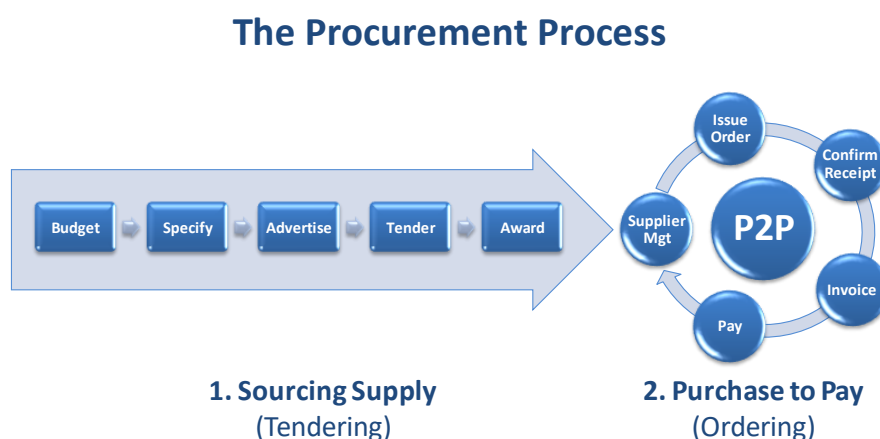 The Procurement Process
Budget
Specify
Advertise
Tender
Award
Issue
Order
Confirm
Receipt
Supplier
Mgt
P2P
Invoice
Pay
1. Sourcing Supply
(Tendering)
2. Purchase to Pay
(Ordering)